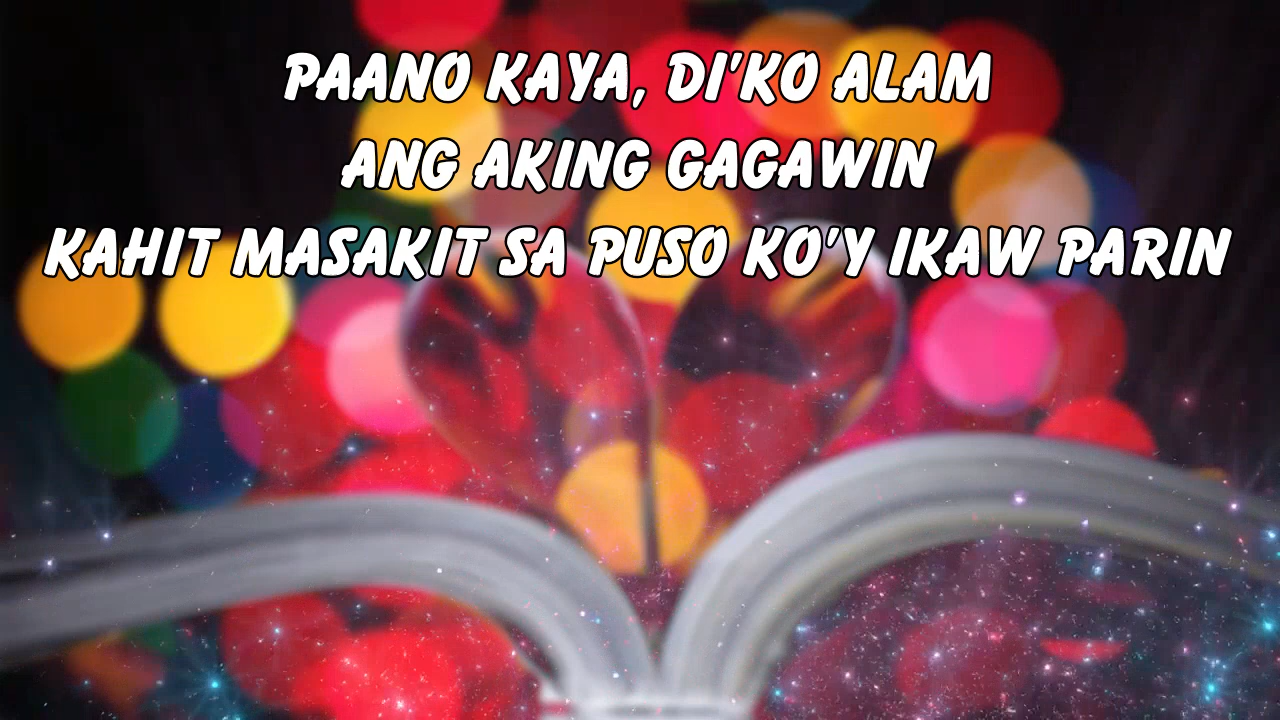 PAANO KAYA, DI'KO ALAM
ANG AKING GAGAWIN
KAHIT MASAKIT SA PUSO KO'Y IKAW PARIN